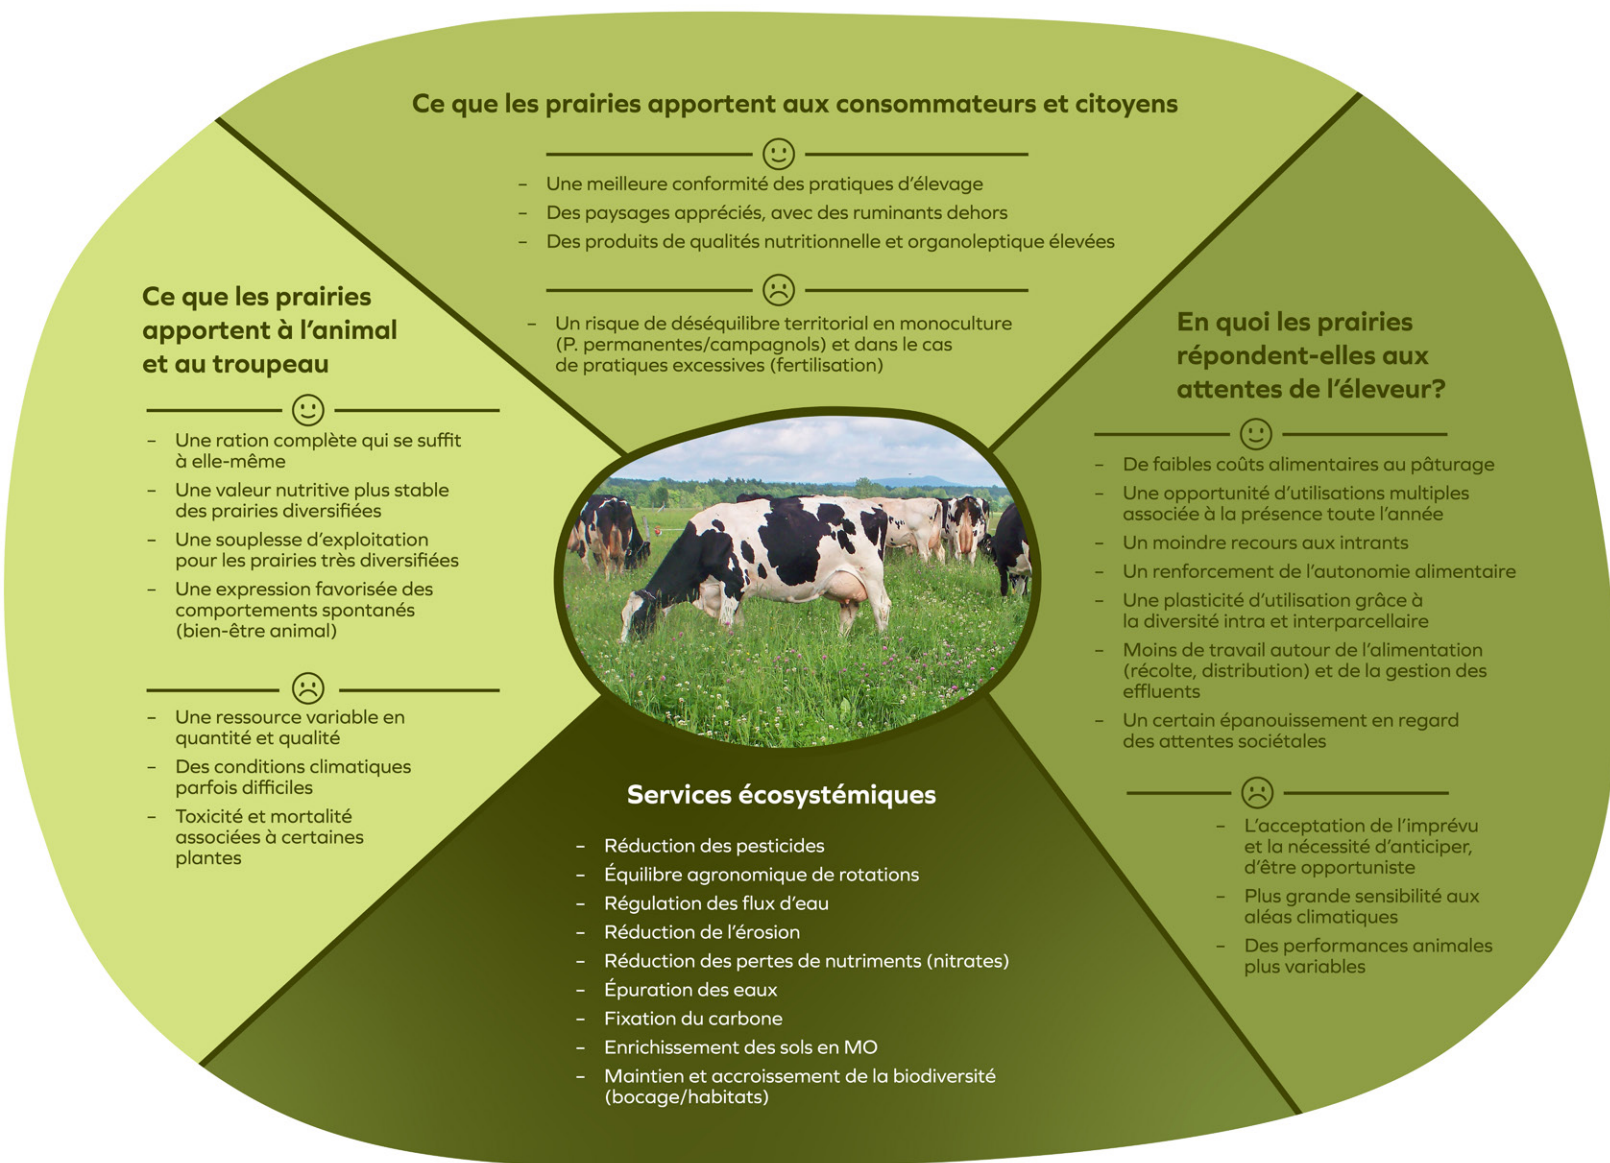 Ce que les prairies apportent aux consommateurs et citoyens
– Une meilleure conformité des pratiques d'élevage
– Des paysages appréciés, avec des ruminants dehors
– Des produits de qualités nutritionnelle et organoleptique élevées
– Un risque de déséquilibre territorial en monoculture
(P. permanentes/campagnols) et dans le cas
de pratiques excessives (fertilisation)
Ce que les prairies
apportent à l'animal
et au troupeau
– Une ration complète qui se suffit
à elle-même
– Une valeur nutritive plus stable
des prairies diversifiées
– Une souplesse d'exploitation
pour les prairies très diversifiées
– Une expression favorisée des
comportements spontanés
(bien-être animal)
– Une ressource variable en
quantité et qualité
– Des conditions climatiques
parfois difficiles
– Toxicité et mortalité
associées à certaines
plantes
En quoi les prairies
répondent-elles aux
attentes de l'éleveur?
– De faibles coûts alimentaires au pâturage
– Une opportunité d'utilisations multiples
associée à la présence toute l'année
– Un moindre recours aux intrants
– Un renforcement de l'autonomie alimentaire
– Une plasticité d'utilisation grâce à
la diversité intra et interparcellaire
– Moins de travail autour de l'alimentation
(récolte, distribution) et de la gestion des
effluents
– Un certain épanouissement en regard
des attentes sociétales
– L'acceptation de l'imprévu
et la nécessité d'anticiper,
d'être opportuniste
– Plus grande sensibilité aux
aléas climatiques
– Des performances animales
plus variables
Services écosystémiques
– Réduction des pesticides
– Équilibre agronomique de rotations
– Régulation des flux d'eau
– Réduction de l'érosion
– Réduction des pertes de nutriments (nitrates)
– Épuration des eaux
– Fixation du carbone
– Enrichissement des sols en MO
– Maintien et accroissement de la biodiversité
(bocage/habitats)